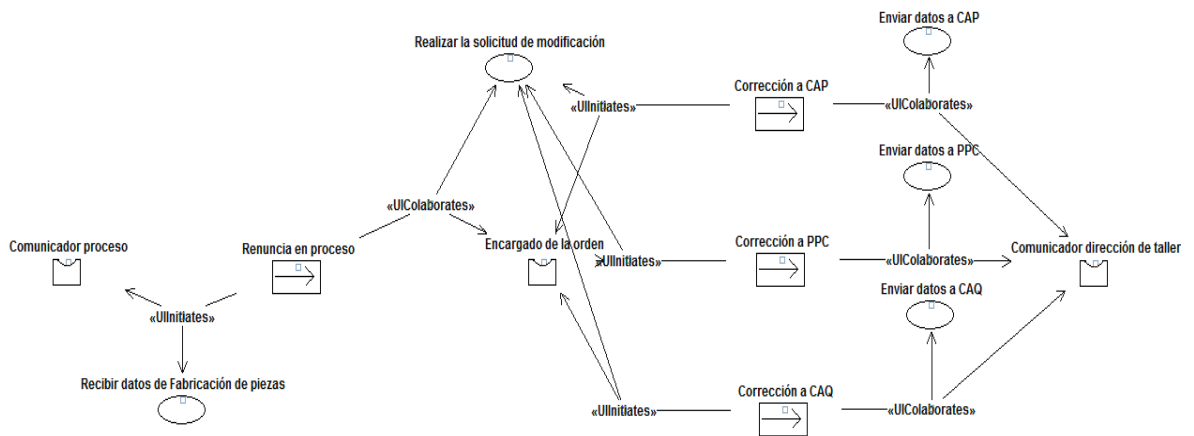 Enviar datos a CAP
Realizar la solicitud de modificación
Corrección a CAP
«UIInitiates»
«UIColaborates»
Enviar datos a PPC
«UIColaborates»
Comunicador proceso
Renuncia en proceso
Encargado de la orden
«UIInitiates»
Corrección a PPC
«UIColaborates»
Comunicador dirección de taller
Enviar datos a CAQ
«UIInitiates»
Recibir datos de Fabricación de piezas
Corrección a CAQ
«UIInitiates»
«UIColaborates»